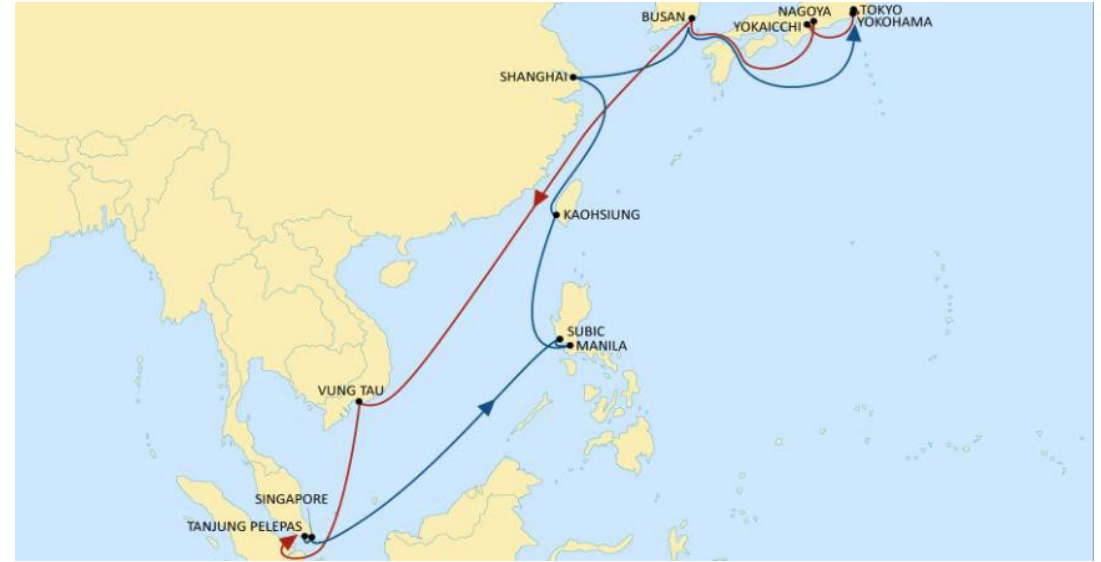 BUSAN
NAGOYA
TOKYO
YOKAICCHI
YOKOHAMA
SHANGHAI
KAOHSIUNG
SUBIC
MANILA
VUNG TAU
SINGAPORE
TANJUNG PELEPAS